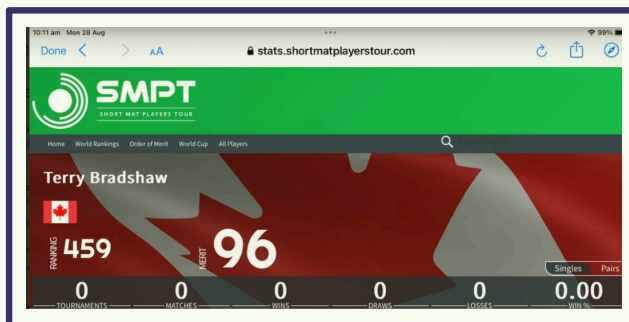 10:11 am Mon 28 Aug
99%
Done
AA
stats.shortmatplayerstour.com
SMPT
SHORT MAT PLAYERS TOUR
Home World Rankings Order of Merit World Cup All Players
Terry Bradshaw
RANKING 459
MERIT 96
Singles Pairs
0 0 0 0 0 0.00
TOURNAMENTS MATCHES WINS DRAWS LOSSES WIN %